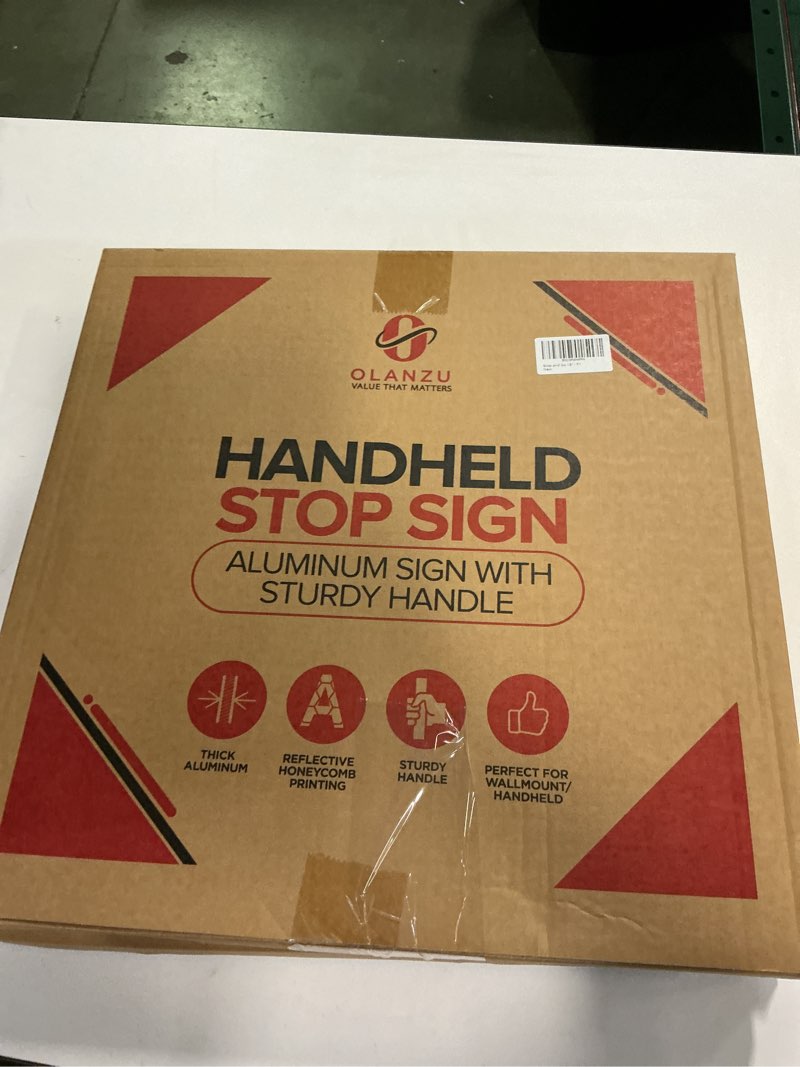 OLANZU
VALUE THAT MATTERS
HANDHELD
STOP SIGN
ALUMINUM SIGN WITH
STURDY HANDLE
THICK
ALUMINUM
REFLECTIVE
HONEYCOMB
PRINTING
STURDY
HANDLE
PERFECT FOR
WALLMOUNT/
HANDHELD